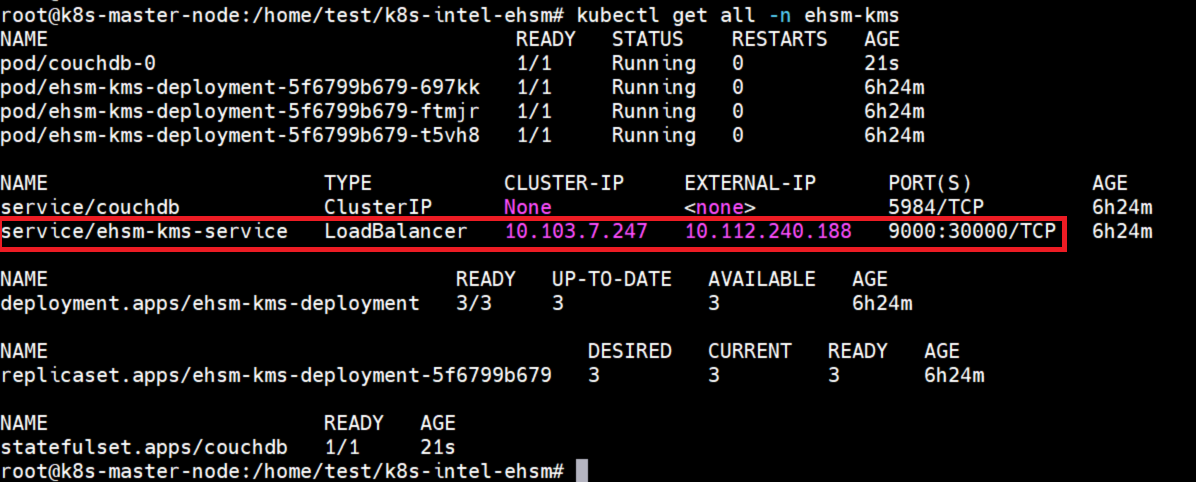 root@k8s-master-node:/home/test/k8s-intel-ehsm# kubectl get all -n ehsm-kms
NAME READY STATUS RESTARTS AGE
pod/couchdb-0 1/1 Running 0 21s
pod/ehsm-kms-deployment-5f6799b679-697kk 1/1 Running 0 6h24m
pod/ehsm-kms-deployment-5f6799b679-ftmjr 1/1 Running 0 6h24m
pod/ehsm-kms-deployment-5f6799b679-t5vh8 1/1 Running 0 6h24m
NAME TYPE CLUSTER-IP EXTERNAL-IP PORT(S) AGE
service/couchdb ClusterIP None <none> 5984/TCP 6h24m
service/ehsm-kms-service LoadBalancer 10.103.7.247 10.112.240.188 9000:30000/TCP 6h24m
NAME READY UP-TO-DATE AVAILABLE AGE
deployment.apps/ehsm-kms-deployment 3/3 3 3 6h24m
NAME DESIRED CURRENT READY AGE
replicaset.apps/ehsm-kms-deployment-5f6799b679 3 3 3 6h24m
NAME READY AGE
statefulset.apps/couchdb 1/1 21s
root@k8s-master-node:/home/test/k8s-intel-ehsm#